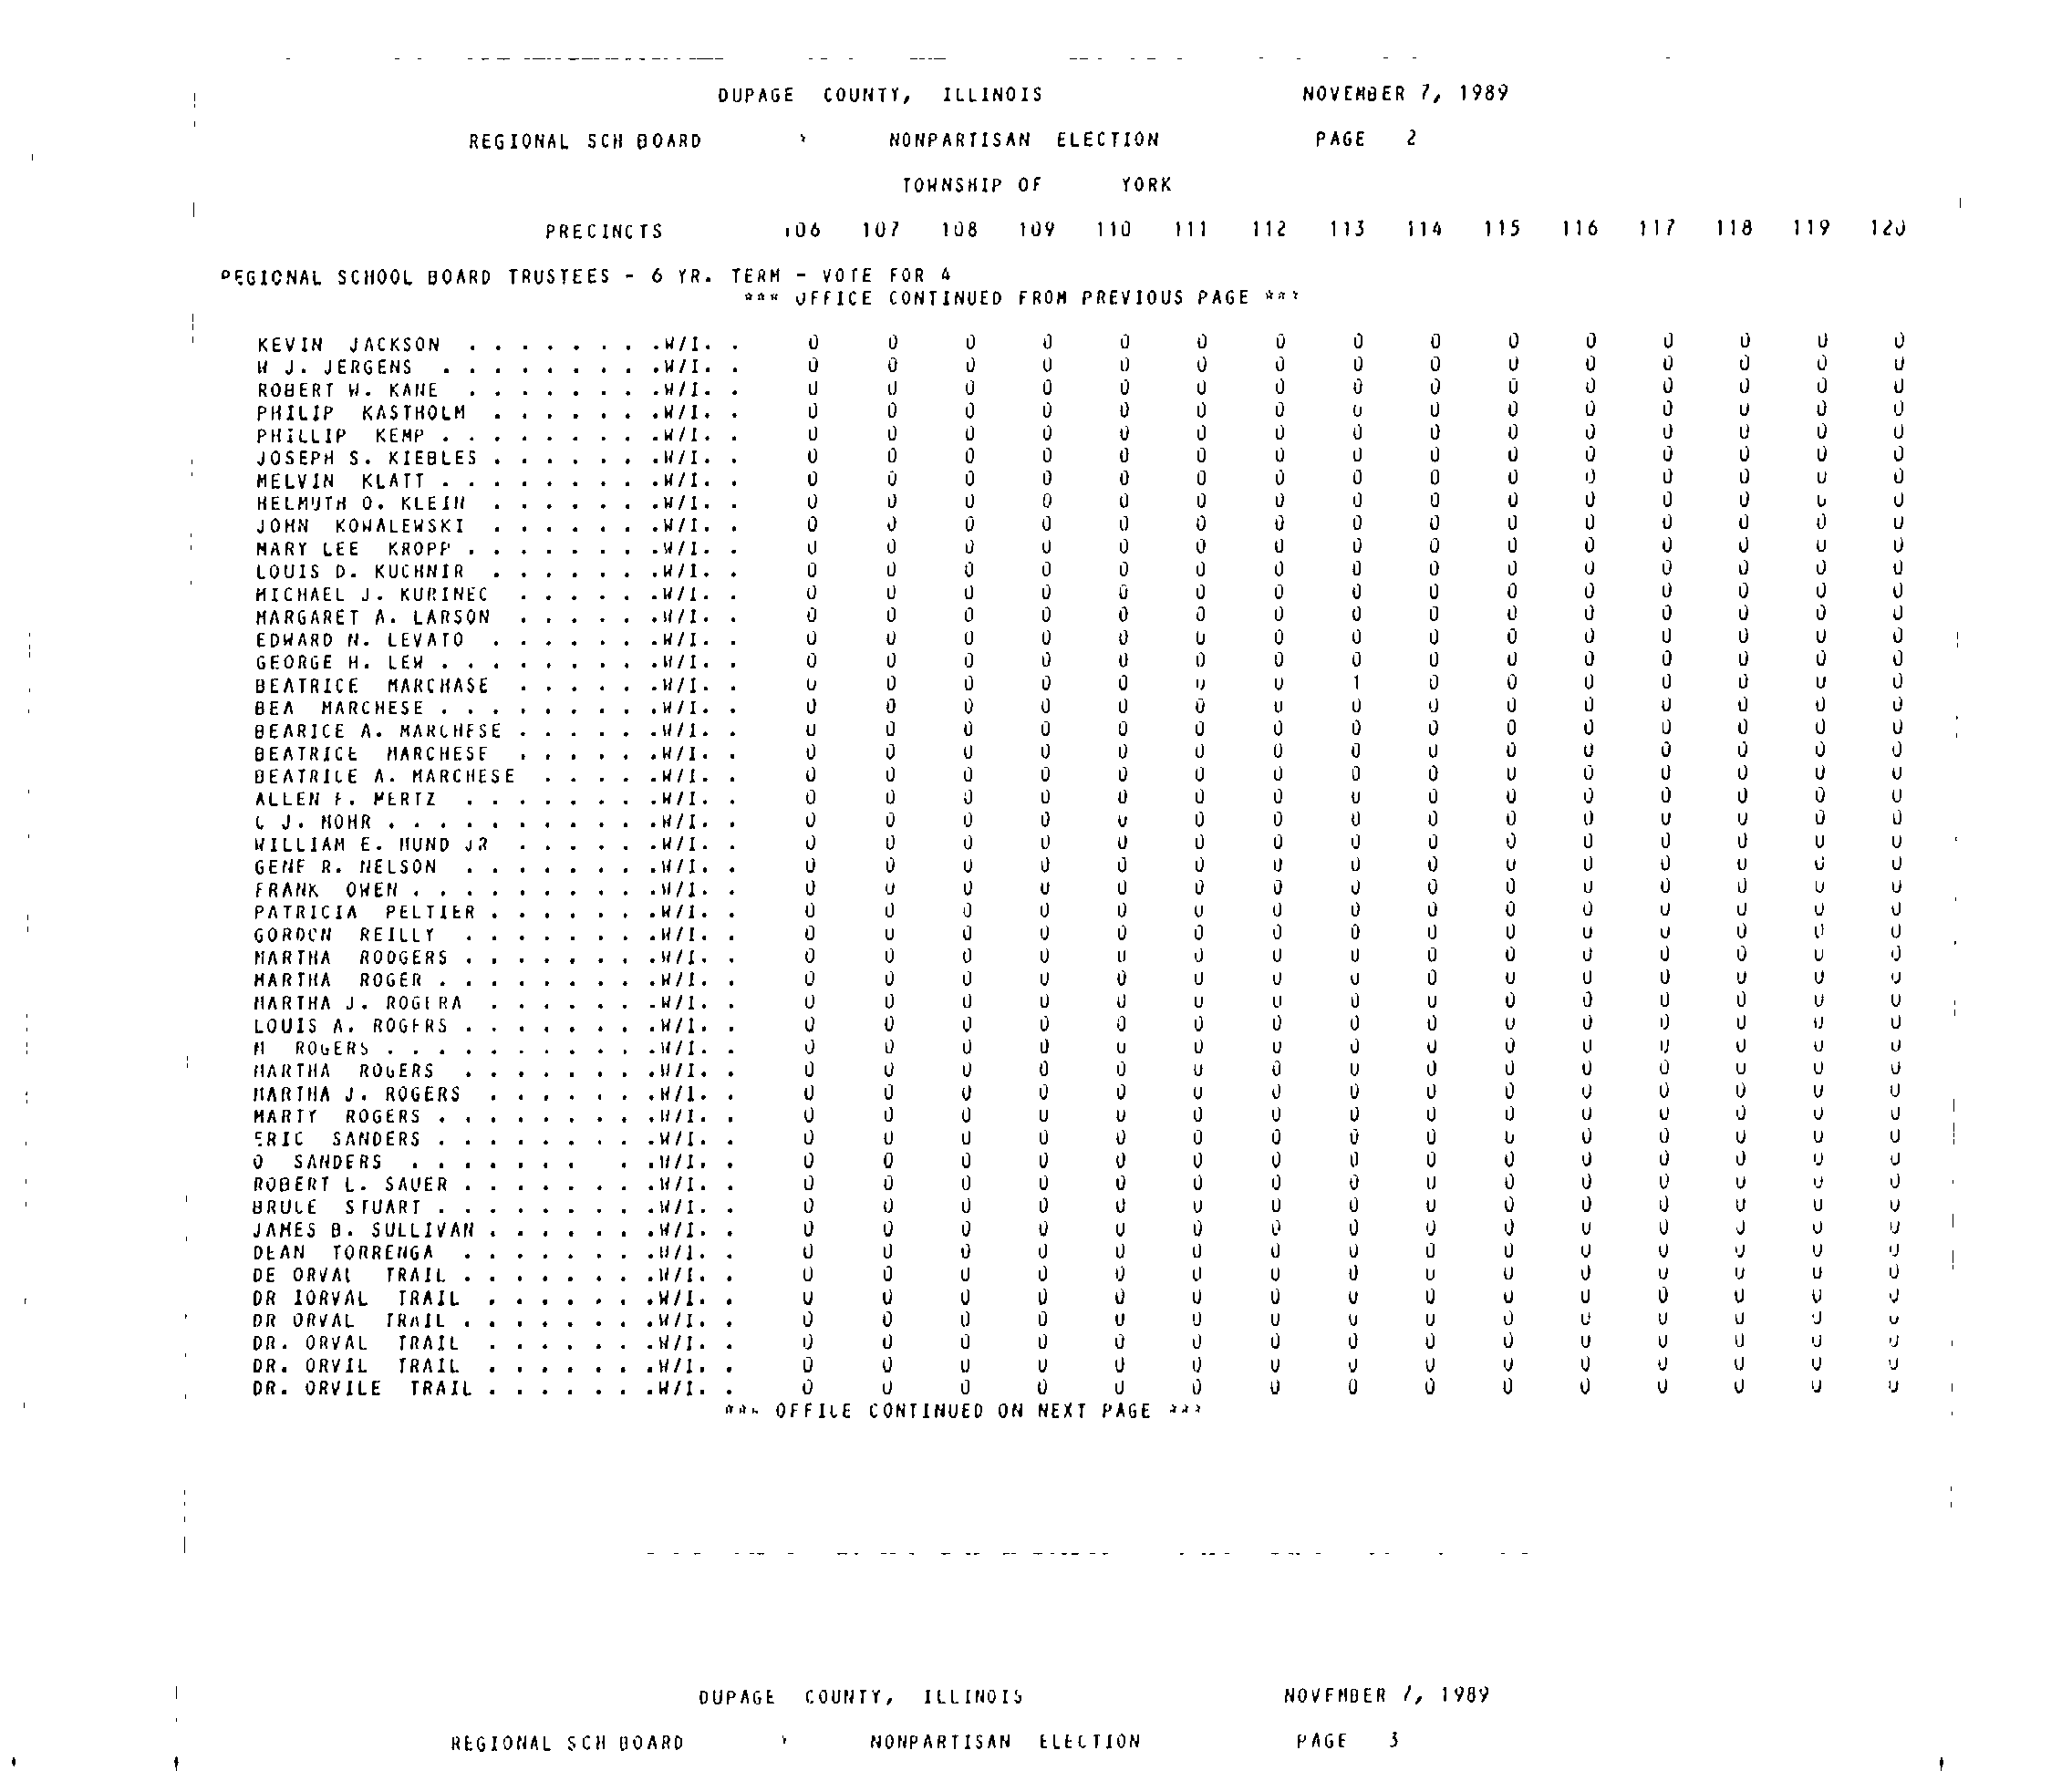 DUPAGE COUNTY, ILLINOIS NOVEMBER 7, 1989
REGIONAL SCH BOARD NONPARTISAN ELECTION PAGE 2
TOWNSHIP OF YORK
PRECINCTS 106 107 108 109 110 111 112 113 114 115 116 117 118 119 120
REGIONAL SCHOOL BOARD TRUSTEES - 6 YR. TERM - VOTE FOR 4
*** OFFICE CONTINUED FROM PREVIOUS PAGE ***
KEVIN JACKSON . . . . . . . .W/I. . 0 0 0 0 0 0 0 0 0 0 0 0 0 0 0
W J. JERGENS . . . . . . . . .W/I. . 0 0 0 0 0 0 0 0 0 0 0 0 0 0 0
ROBERT W. KANE . . . . . . . .W/I. . 0 0 0 0 0 0 0 0 0 0 0 0 0 0 0
PHILIP KASTHOLM . . . . . . .W/I. . 0 0 0 0 0 0 0 0 0 0 0 0 0 0 0
PHILLIP KEMP . . . . . . . . .W/I. . 0 0 0 0 0 0 0 0 0 0 0 0 0 0 0
JOSEPH S. KIEBLES . . . . . . .W/I. . 0 0 0 0 0 0 0 0 0 0 0 0 0 0 0
MELVIN KLATT . . . . . . . . .W/I. . 0 0 0 0 0 0 0 0 0 0 0 0 0 0 0
HELMUTH O. KLEIN . . . . . . .W/I. . 0 0 0 0 0 0 0 0 0 0 0 0 0 0 0
JOHN KOWALEWSKI . . . . . . .W/I. . 0 0 0 0 0 0 0 0 0 0 0 0 0 0 0
MARY LEE KROPP . . . . . . . .W/I. . 0 0 0 0 0 0 0 0 0 0 0 0 0 0 0
LOUIS D. KUCHNIR . . . . . . .W/I. . 0 0 0 0 0 0 0 0 0 0 0 0 0 0 0
MICHAEL J. KURINEC . . . . . .W/I. . 0 0 0 0 0 0 0 0 0 0 0 0 0 0 0
MARGARET A. LARSON . . . . . .W/I. . 0 0 0 0 0 0 0 0 0 0 0 0 0 0 0
EDWARD N. LEVATO . . . . . . .W/I. . 0 0 0 0 0 0 0 0 0 0 0 0 0 0 0
GEORGE H. LEW . . . . . . . . .W/I. . 0 0 0 0 0 0 0 0 0 0 0 0 0 0 0
BEATRICE MARCHASE . . . . . .W/I. . 0 0 0 0 0 0 0 1 0 0 0 0 0 0 0
BEA MARCHESE . . . . . . . . .W/I. . 0 0 0 0 0 0 0 0 0 0 0 0 0 0 0
BEARICE A. MARCHESE . . . . . .W/I. . 0 0 0 0 0 0 0 0 0 0 0 0 0 0 0
BEATRICE MARCHESE . . . . . .W/I. . 0 0 0 0 0 0 0 0 0 0 0 0 0 0 0
BEATRICE A. MARCHESE . . . . .W/I. . 0 0 0 0 0 0 0 0 0 0 0 0 0 0 0
ALLEN F. MERTZ . . . . . . . .W/I. . 0 0 0 0 0 0 0 0 0 0 0 0 0 0 0
C J. MOHR . . . . . . . . . . .W/I. . 0 0 0 0 0 0 0 0 0 0 0 0 0 0 0
WILLIAM E. MUND JR . . . . . .W/I. . 0 0 0 0 0 0 0 0 0 0 0 0 0 0 0
GENE R. NELSON . . . . . . . .W/I. . 0 0 0 0 0 0 0 0 0 0 0 0 0 0 0
FRANK OWEN . . . . . . . . . .W/I. . 0 0 0 0 0 0 0 0 0 0 0 0 0 0 0
PATRICIA PELTIER . . . . . . .W/I. . 0 0 0 0 0 0 0 0 0 0 0 0 0 0 0
GORDON REILLY . . . . . . . .W/I. . 0 0 0 0 0 0 0 0 0 0 0 0 0 0 0
MARTHA RODGERS . . . . . . . .W/I. . 0 0 0 0 0 0 0 0 0 0 0 0 0 0 0
MARTHA ROGER . . . . . . . . .W/I. . 0 0 0 0 0 0 0 0 0 0 0 0 0 0 0
MARTHA J. ROGERA . . . . . . .W/I. . 0 0 0 0 0 0 0 0 0 0 0 0 0 0 0
LOUIS A. ROGERS . . . . . . . .W/I. . 0 0 0 0 0 0 0 0 0 0 0 0 0 0 0
M ROGERS . . . . . . . . . . .W/I. . 0 0 0 0 0 0 0 0 0 0 0 0 0 0 0
MARTHA ROGERS . . . . . . . .W/I. . 0 0 0 0 0 0 0 0 0 0 0 0 0 0 0
MARTHA J. ROGERS . . . . . . .W/I. . 0 0 0 0 0 0 0 0 0 0 0 0 0 0 0
MARTY ROGERS . . . . . . . . .W/I. . 0 0 0 0 0 0 0 0 0 0 0 0 0 0 0
ERIC SANDERS . . . . . . . . .W/I. . 0 0 0 0 0 0 0 0 0 0 0 0 0 0 0
O SANDERS . . . . . . . . .W/I. . 0 0 0 0 0 0 0 0 0 0 0 0 0 0 0
ROBERT L. SAUER . . . . . . . .W/I. . 0 0 0 0 0 0 0 0 0 0 0 0 0 0 0
BRUCE STUART . . . . . . . . .W/I. . 0 0 0 0 0 0 0 0 0 0 0 0 0 0 0
JAMES B. SULLIVAN . . . . . . .W/I. . 0 0 0 0 0 0 0 0 0 0 0 0 0 0 0
DEAN TORRENGA . . . . . . . .W/I. . 0 0 0 0 0 0 0 0 0 0 0 0 0 0 0
DE ORVAL TRAIL . . . . . . . .W/I. . 0 0 0 0 0 0 0 0 0 0 0 0 0 0 0
DR IORVAL TRAIL . . . . . . .W/I. . 0 0 0 0 0 0 0 0 0 0 0 0 0 0 0
DR ORVAL TRAIL . . . . . . . .W/I. . 0 0 0 0 0 0 0 0 0 0 0 0 0 0 0
DR. ORVAL TRAIL . . . . . . .W/I. . 0 0 0 0 0 0 0 0 0 0 0 0 0 0 0
DR. ORVIL TRAIL . . . . . . .W/I. . 0 0 0 0 0 0 0 0 0 0 0 0 0 0 0
DR. ORVILE TRAIL . . . . . . .W/I. . 0 0 0 0 0 0 0 0 0 0 0 0 0 0 0
*** OFFICE CONTINUED ON NEXT PAGE ***
DUPAGE COUNTY, ILLINOIS NOVEMBER 7, 1989
REGIONAL SCH BOARD NONPARTISAN ELECTION PAGE 3